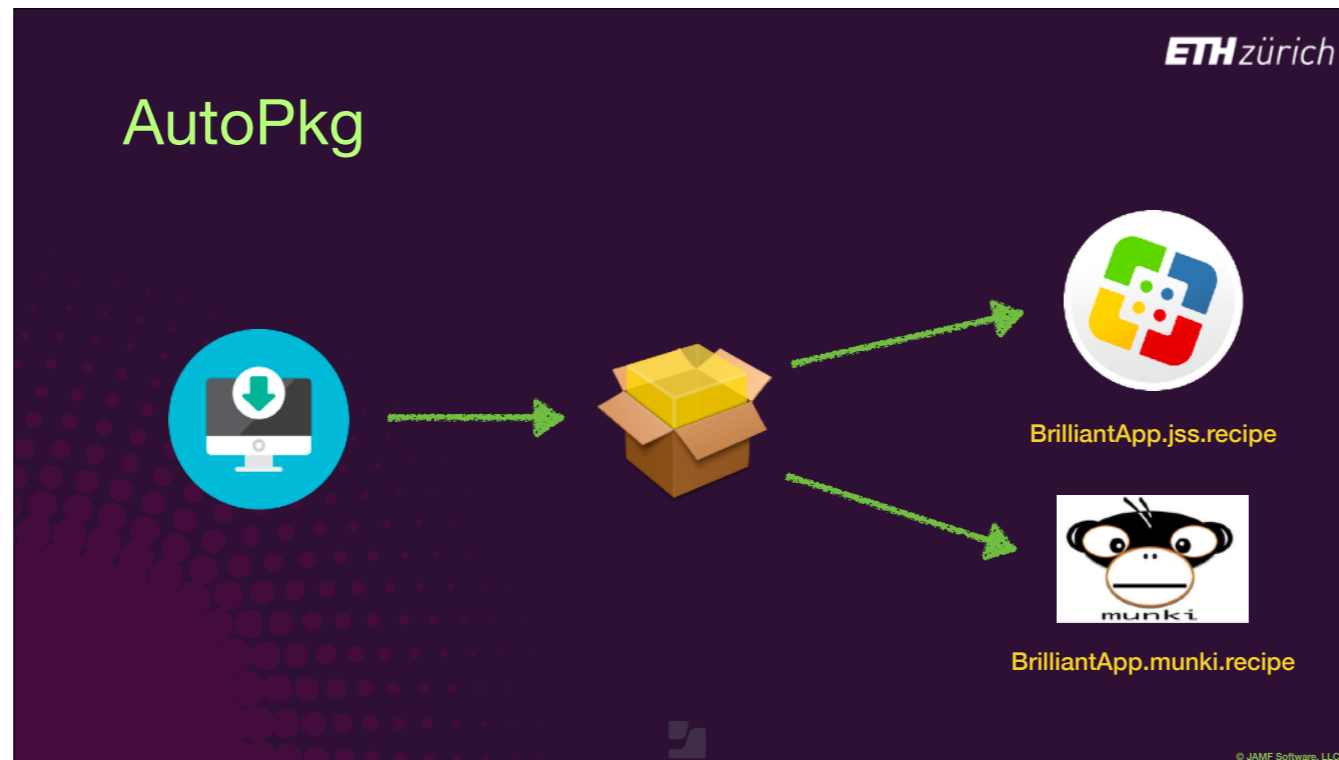 ETH zürich
AutoPkg
BrilliantApp.jss.recipe
munki
BrilliantApp.munki.recipe
© JAMF Software, LLC